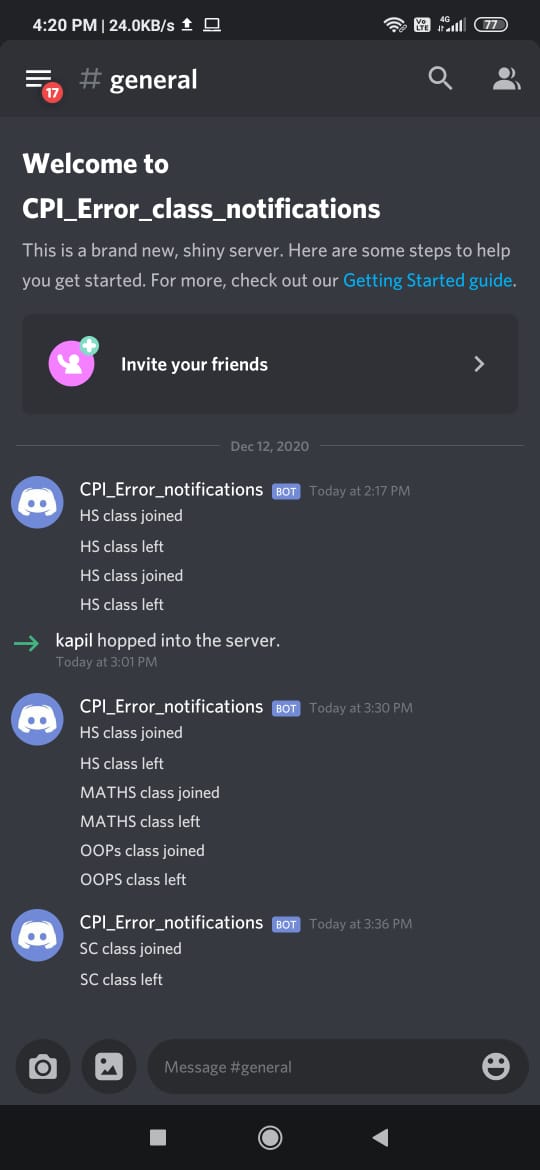 4:20 PM | 24.0KB/s
Vo LTE 4G 77
17 # general
Welcome to
CPI_Error_class_notifications
This is a brand new, shiny server. Here are some steps to help
you get started. For more, check out our Getting Started guide.
Invite your friends
Dec 12, 2020
CPI_Error_notifications BOT Today at 2:17 PM
HS class joined
HS class left
HS class joined
HS class left
kapil hopped into the server.
Today at 3:01 PM
CPI_Error_notifications BOT Today at 3:30 PM
HS class joined
HS class left
MATHS class joined
MATHS class left
OOPs class joined
OOPS class left
CPI_Error_notifications BOT Today at 3:36 PM
SC class joined
SC class left
Message #general